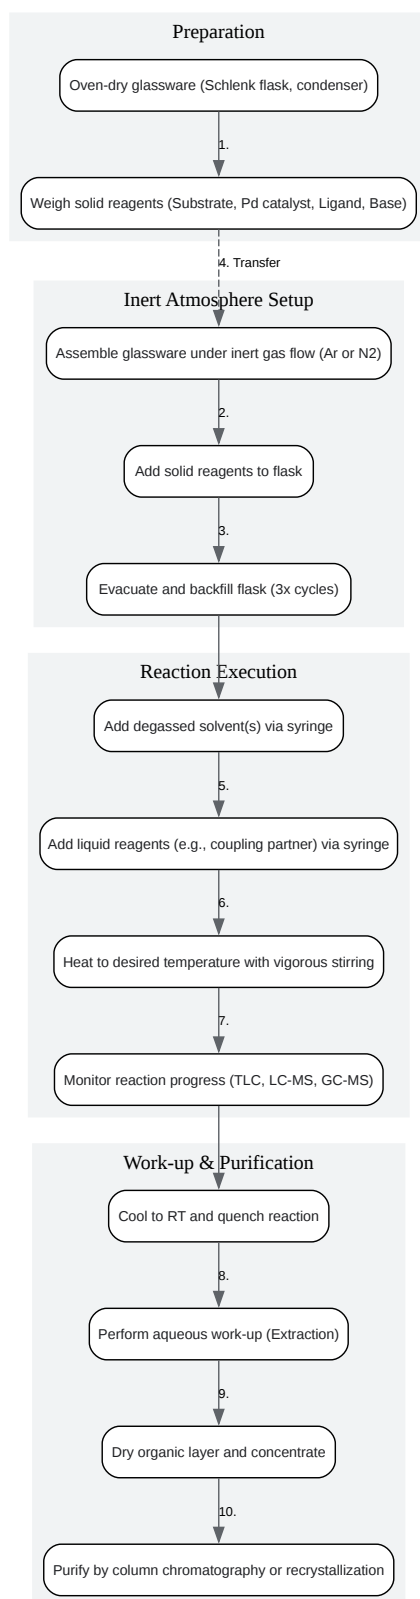 Preparation
Oven-dry glassware (Schlenk flask, condenser)
1.
Weigh solid reagents (Substrate, Pd catalyst, Ligand, Base)
4. Transfer
Inert Atmosphere Setup
Assemble glassware under inert gas flow (Ar or N2)
2.
Add solid reagents to flask
3.
Evacuate and backfill flask (3x cycles)
Reaction Execution
Add degassed solvent(s) via syringe
5.
Add liquid reagents (e.g., coupling partner) via syringe
6.
Heat to desired temperature with vigorous stirring
7.
Monitor reaction progress (TLC, LC-MS, GC-MS)
Work-up & Purification
Cool to RT and quench reaction
8.
Perform aqueous work-up (Extraction)
9.
Dry organic layer and concentrate
10.
Purify by column chromatography or recrystallization